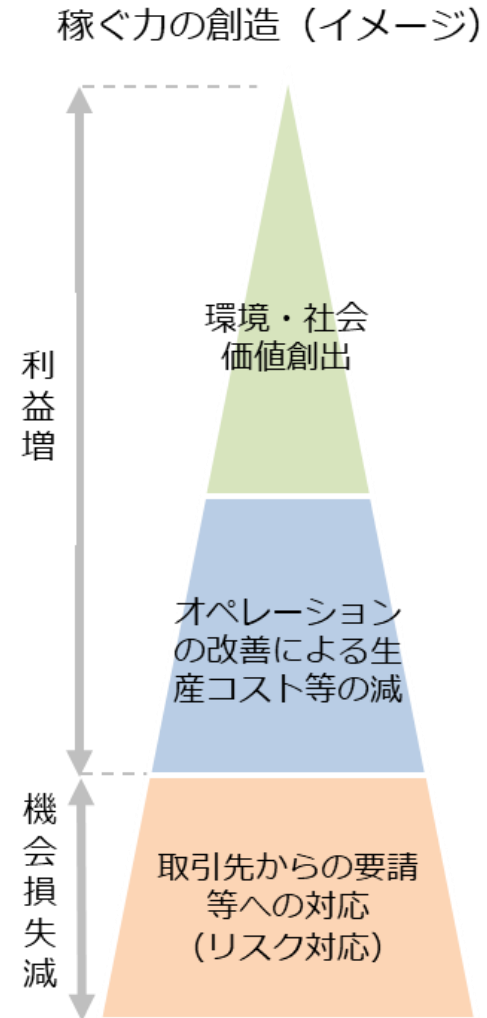 稼ぐ力の創造（イメージ）
環境・社会
価値創出
利益増
オペレーション
の改善による生
産コスト等の減
機会損失減
取引先からの要請
等への対応
（リスク対応）